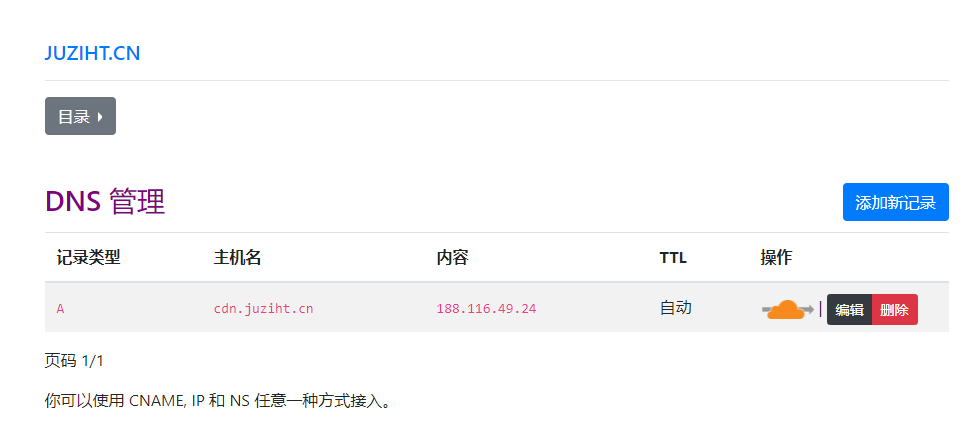 JUZIHT.CN
目录
DNS 管理
添加新记录
记录类型 主机名 内容 TTL 操作
A cdn.juziht.cn 188.116.49.24 自动 | 编辑 删除
页码 1/1
你可以使用 CNAME, IP 和 NS 任意一种方式接入。